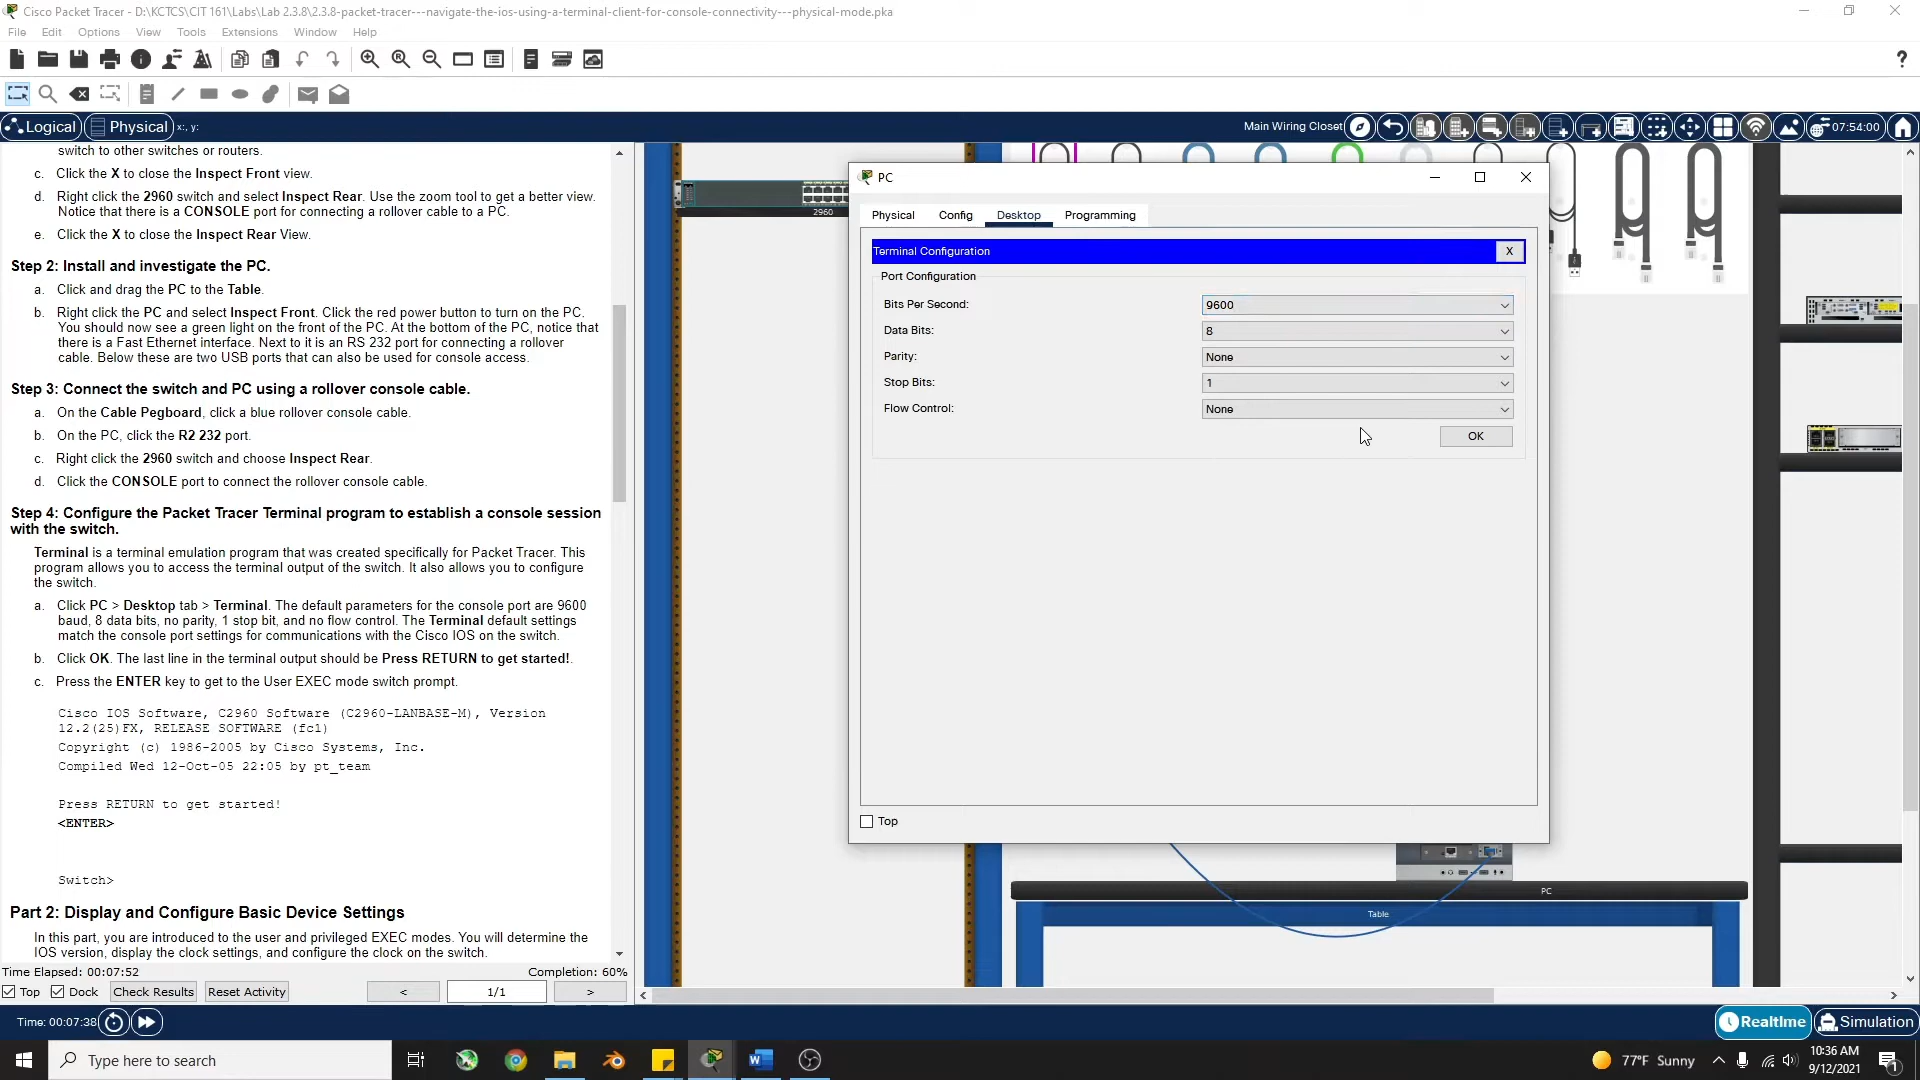 Cisco Packet Tracer - D:\KCTCS\CIT 161\Labs\Lab 2.3.8\2.3.8-packet-tracer---navigate-the-ios-using-a-terminal-client-for-console-connectivity---physical-mode.pka
File Edit Options View Tools Extensions Window Help
Logical Physical x:, y: Main Wiring Closet 07:54:00
switch to other switches or routers.
c. Click the X to close the Inspect Front view.
d. Right click the 2960 switch and select Inspect Rear. Use the zoom tool to get a better view.
Notice that there is a CONSOLE port for connecting a rollover cable to a PC.
e. Click the X to close the Inspect Rear View.
Step 2: Install and investigate the PC.
a. Click and drag the PC to the Table.
b. Right click the PC and select Inspect Front. Click the red power button to turn on the PC.
You should now see a green light on the front of the PC. At the bottom of the PC, notice that
there is a Fast Ethernet interface. Next to it is an RS 232 port for connecting a rollover
cable. Below these are two USB ports that can also be used for console access.
Step 3: Connect the switch and PC using a rollover console cable.
a. On the Cable Pegboard, click a blue rollover console cable.
b. On the PC, click the R2 232 port.
c. Right click the 2960 switch and choose Inspect Rear.
d. Click the CONSOLE port to connect the rollover console cable.
Step 4: Configure the Packet Tracer Terminal program to establish a console session
with the switch.
Terminal is a terminal emulation program that was created specifically for Packet Tracer. This
program allows you to access the terminal output of the switch. It also allows you to configure
the switch.
a. Click PC > Desktop tab > Terminal. The default parameters for the console port are 9600
baud, 8 data bits, no parity, 1 stop bit, and no flow control. The Terminal default settings
match the console port settings for communications with the Cisco IOS on the switch.
b. Click OK. The last line in the terminal output should be Press RETURN to get started!.
c. Press the ENTER key to get to the User EXEC mode switch prompt.
Cisco IOS Software, C2960 Software (C2960-LANBASE-M), Version
12.2(25)FX, RELEASE SOFTWARE (fc1)
Copyright (c) 1986-2005 by Cisco Systems, Inc.
Compiled Wed 12-Oct-05 22:05 by pt_team
Press RETURN to get started!
<ENTER>
Switch>
Part 2: Display and Configure Basic Device Settings
In this part, you are introduced to the user and privileged EXEC modes. You will determine the
IOS version, display the clock settings, and configure the clock on the switch.
Time Elapsed: 00:07:52 Completion: 60%
Top Dock Check Results Reset Activity < 1/1 >
2960
PC
Physical Config Desktop Programming
Terminal Configuration X
Port Configuration
Bits Per Second: 9600
Data Bits: 8
Parity: None
Stop Bits: 1
Flow Control: None
OK
Top
PC
Table
Time: 00:07:38 Realtime Simulation
Type here to search 77°F Sunny 10:36 AM
9/12/2021
1